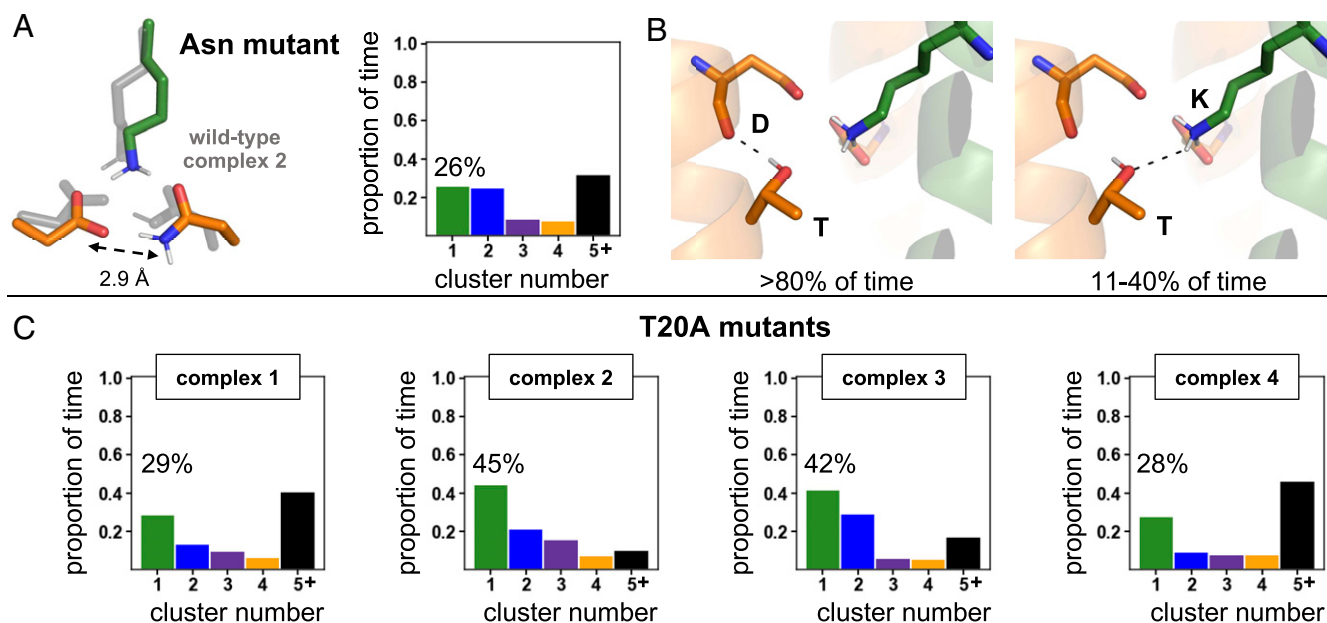 A
Asn mutant
wild-type
complex 2
2.9 Å
proportion of time
1.0
0.8
0.6
0.4
0.2
26%
1 2 3 4 5+
cluster number
B
D
T
>80% of time
K
T
11-40% of time
C
T20A mutants
complex 1
proportion of time
1.0
0.8
0.6
0.4
0.2
29%
1 2 3 4 5+
cluster number
complex 2
proportion of time
1.0
0.8
0.6
0.4
0.2
45%
1 2 3 4 5+
cluster number
complex 3
proportion of time
1.0
0.8
0.6
0.4
0.2
42%
1 2 3 4 5+
cluster number
complex 4
proportion of time
1.0
0.8
0.6
0.4
0.2
28%
1 2 3 4 5+
cluster number